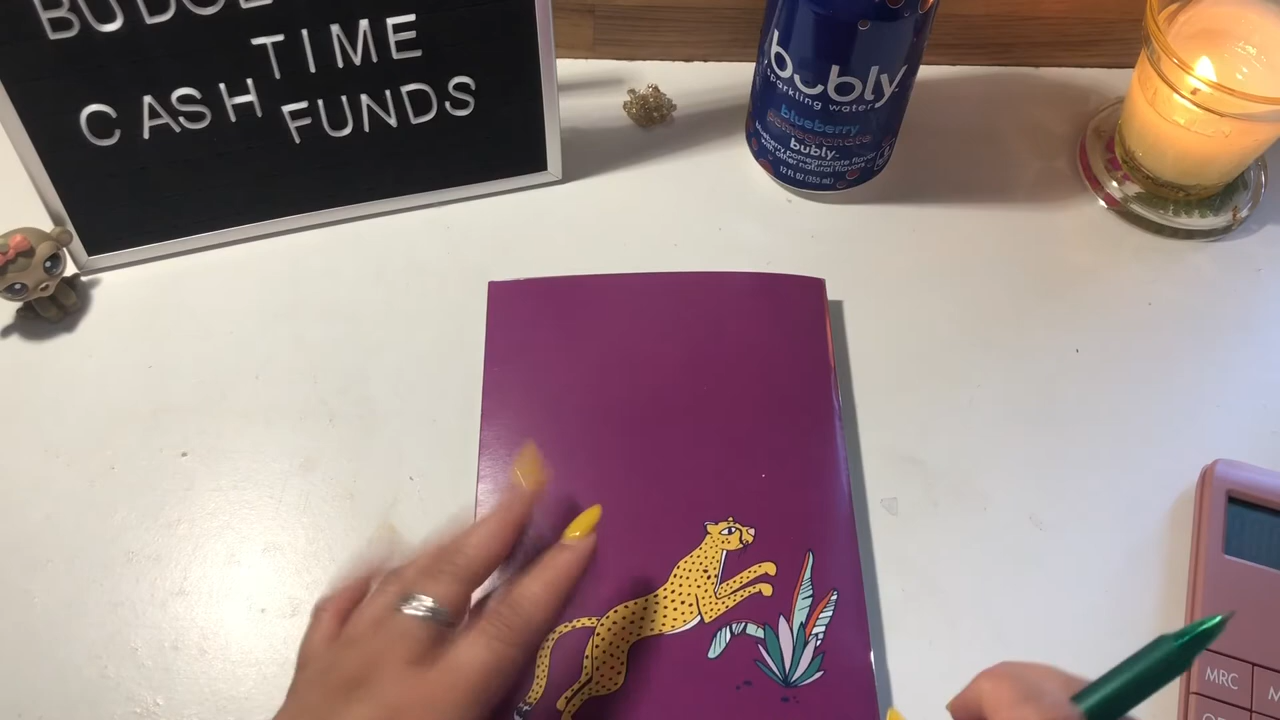 TIME
CASH FUNDS
bubly
sparkling water
blueberry
pomegranate
bubly
blueberry pomegranate flavor
with other natural flavors
12 FL OZ (355 mL)
MRC